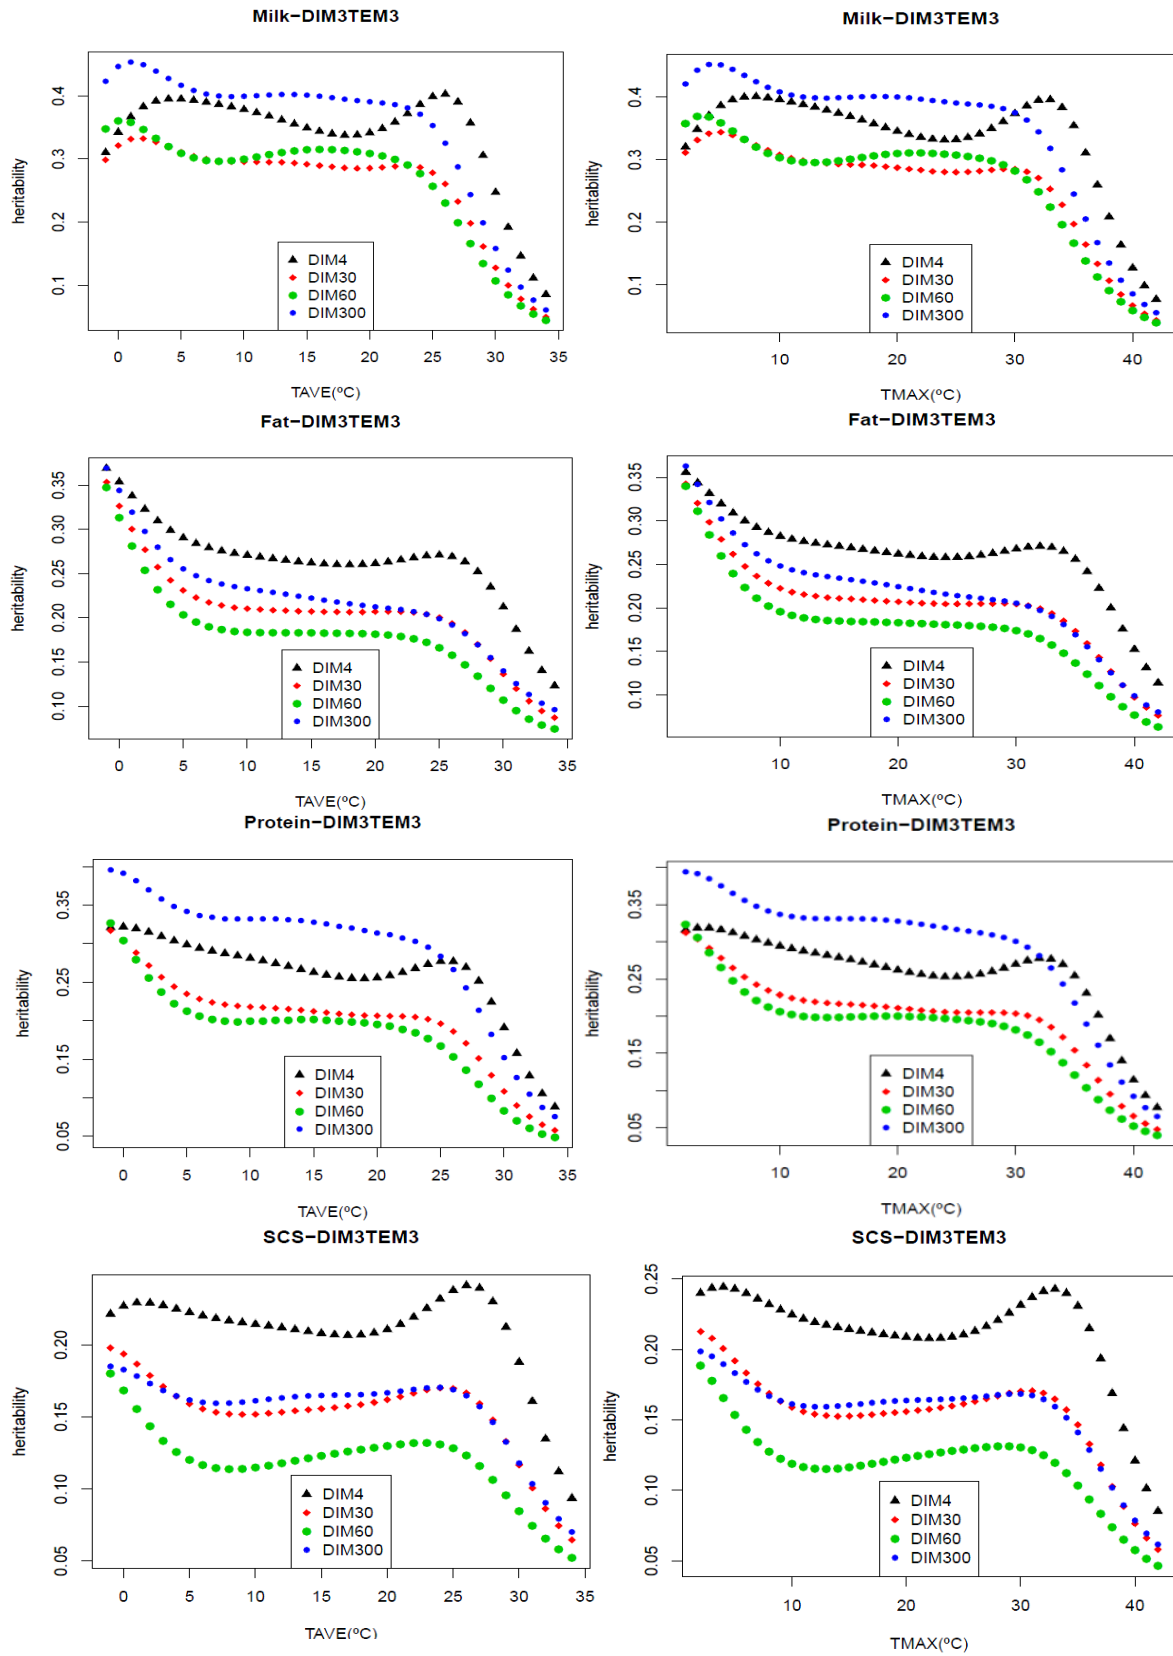 Milk−DIM3TEM3
heritability
0.4
0.3
0.2
0.1
DIM4
DIM30
DIM60
DIM300
0 5 10 15 20 25 30 35
TAVE(ºC)
Milk−DIM3TEM3
heritability
0.4
0.3
0.2
0.1
DIM4
DIM30
DIM60
DIM300
10 20 30 40
TMAX(ºC)
Fat−DIM3TEM3
heritability
0.35
0.30
0.25
0.20
0.15
0.10
DIM4
DIM30
DIM60
DIM300
0 5 10 15 20 25 30 35
TAVE(ºC)
Fat−DIM3TEM3
heritability
0.35
0.30
0.25
0.20
0.15
0.10
DIM4
DIM30
DIM60
DIM300
10 20 30 40
TMAX(ºC)
Protein−DIM3TEM3
heritability
0.35
0.25
0.15
0.05
DIM4
DIM30
DIM60
DIM300
0 5 10 15 20 25 30 35
TAVE(ºC)
Protein−DIM3TEM3
heritability
0.35
0.25
0.15
0.05
DIM4
DIM30
DIM60
DIM300
10 20 30 40
TMAX(ºC)
SCS−DIM3TEM3
heritability
0.20
0.15
0.10
0.05
DIM4
DIM30
DIM60
DIM300
0 5 10 15 20 25 30 35
TAVE(ºC)
SCS−DIM3TEM3
heritability
0.25
0.20
0.15
0.10
0.05
DIM4
DIM30
DIM60
DIM300
10 20 30 40
TMAX(ºC)